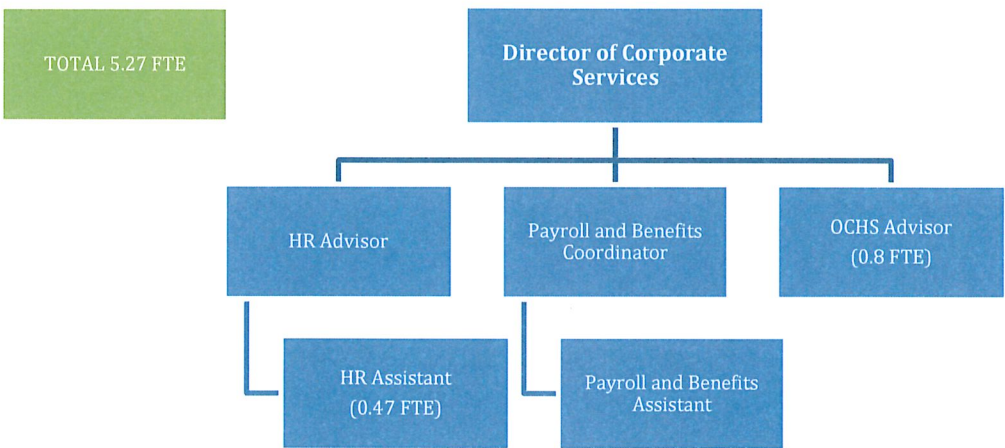 TOTAL 5.27 FTE
Director of Corporate
Services
HR Advisor
Payroll and Benefits
Coordinator
OCHS Advisor
(0.8 FTE)
HR Assistant
(0.47 FTE)
Payroll and Benefits
Assistant